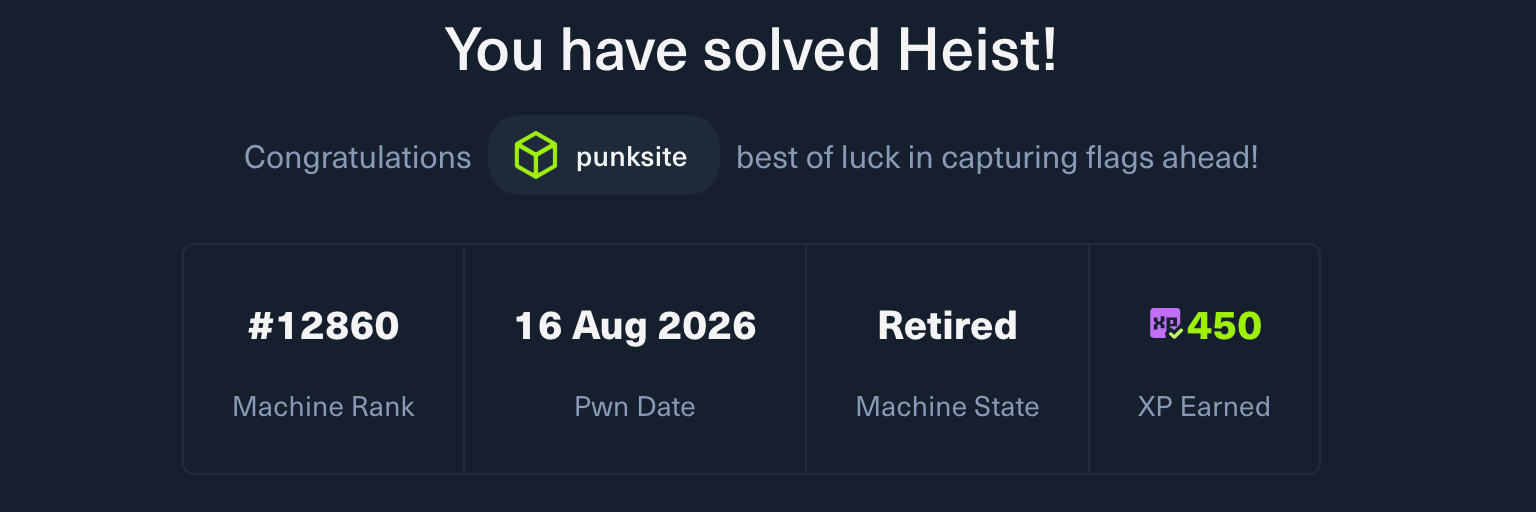 You have solved Heist!
Congratulations punksite best of luck in capturing flags ahead!
#12860 16 Aug 2026 Retired XP 450
Machine Rank Pwn Date Machine State XP Earned